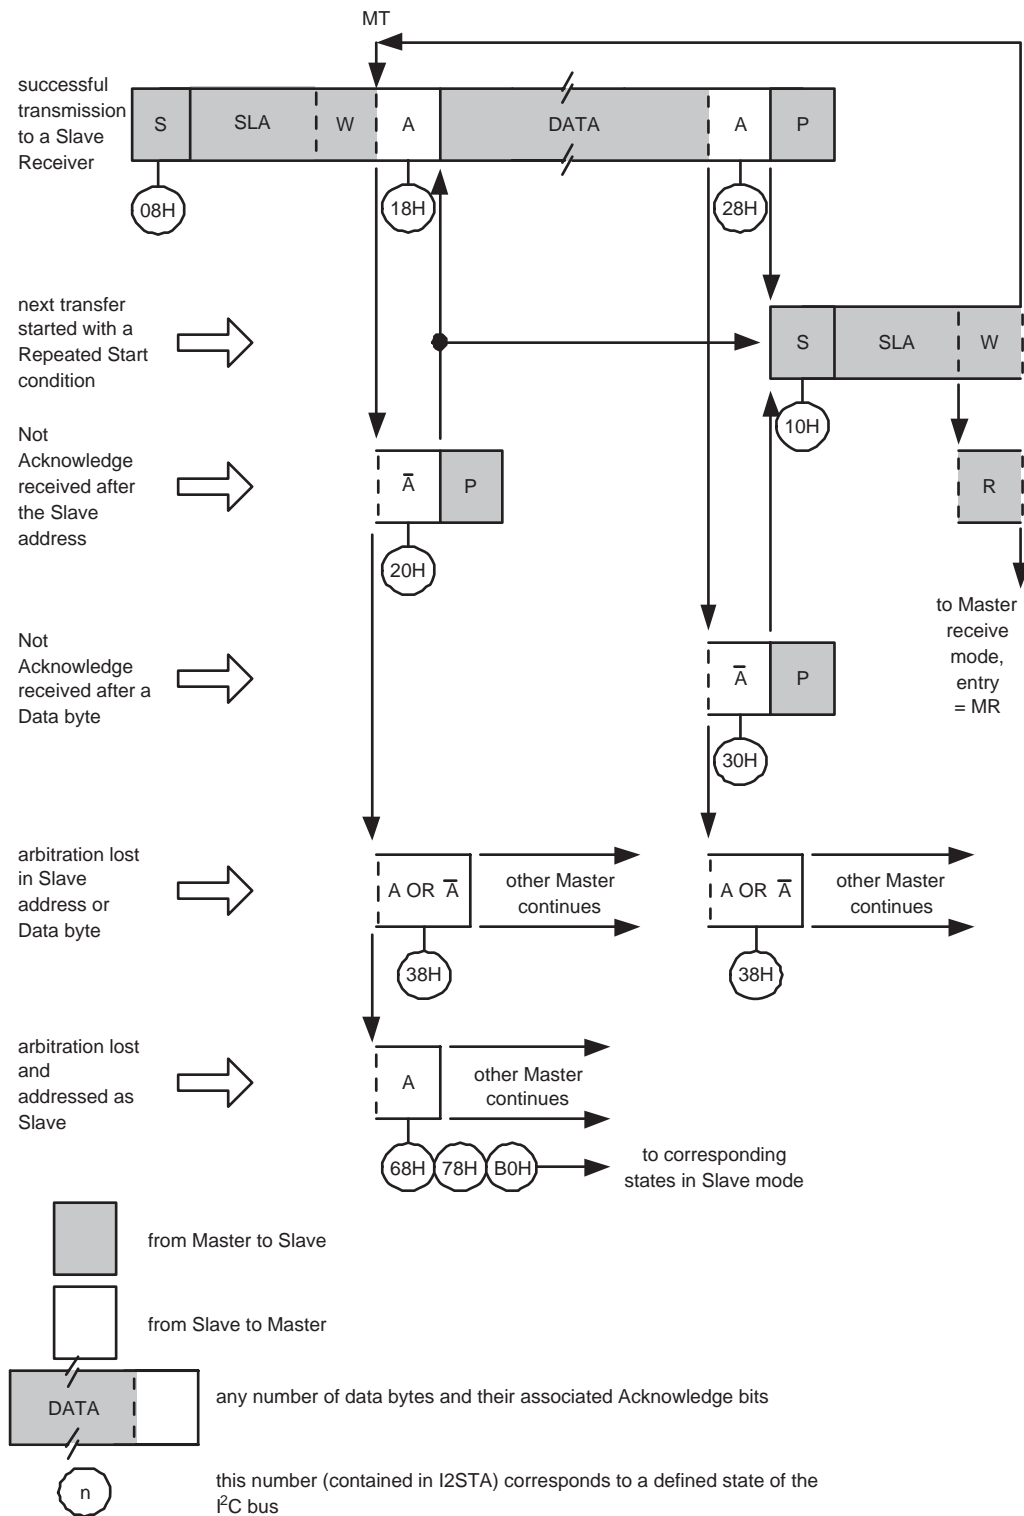 MT
successful
transmission
to a Slave
Receiver
S
SLA
W
A
DATA
A
P
08H
18H
28H
next transfer
started with a
Repeated Start
condition
S
SLA
W
10H
Not
Acknowledge
received after
the Slave
address
A̅
P
R
20H
to Master
receive
mode,
entry
= MR
Not
Acknowledge
received after a
Data byte
A̅
P
30H
arbitration lost
in Slave
address or
Data byte
A OR A̅
other Master
continues
A OR A̅
other Master
continues
38H
38H
arbitration lost
and
addressed as
Slave
A
other Master
continues
68H
78H
B0H
to corresponding
states in Slave mode
from Master to Slave
from Slave to Master
DATA
any number of data bytes and their associated Acknowledge bits
n
this number (contained in I2STA) corresponds to a defined state of the
I²C bus